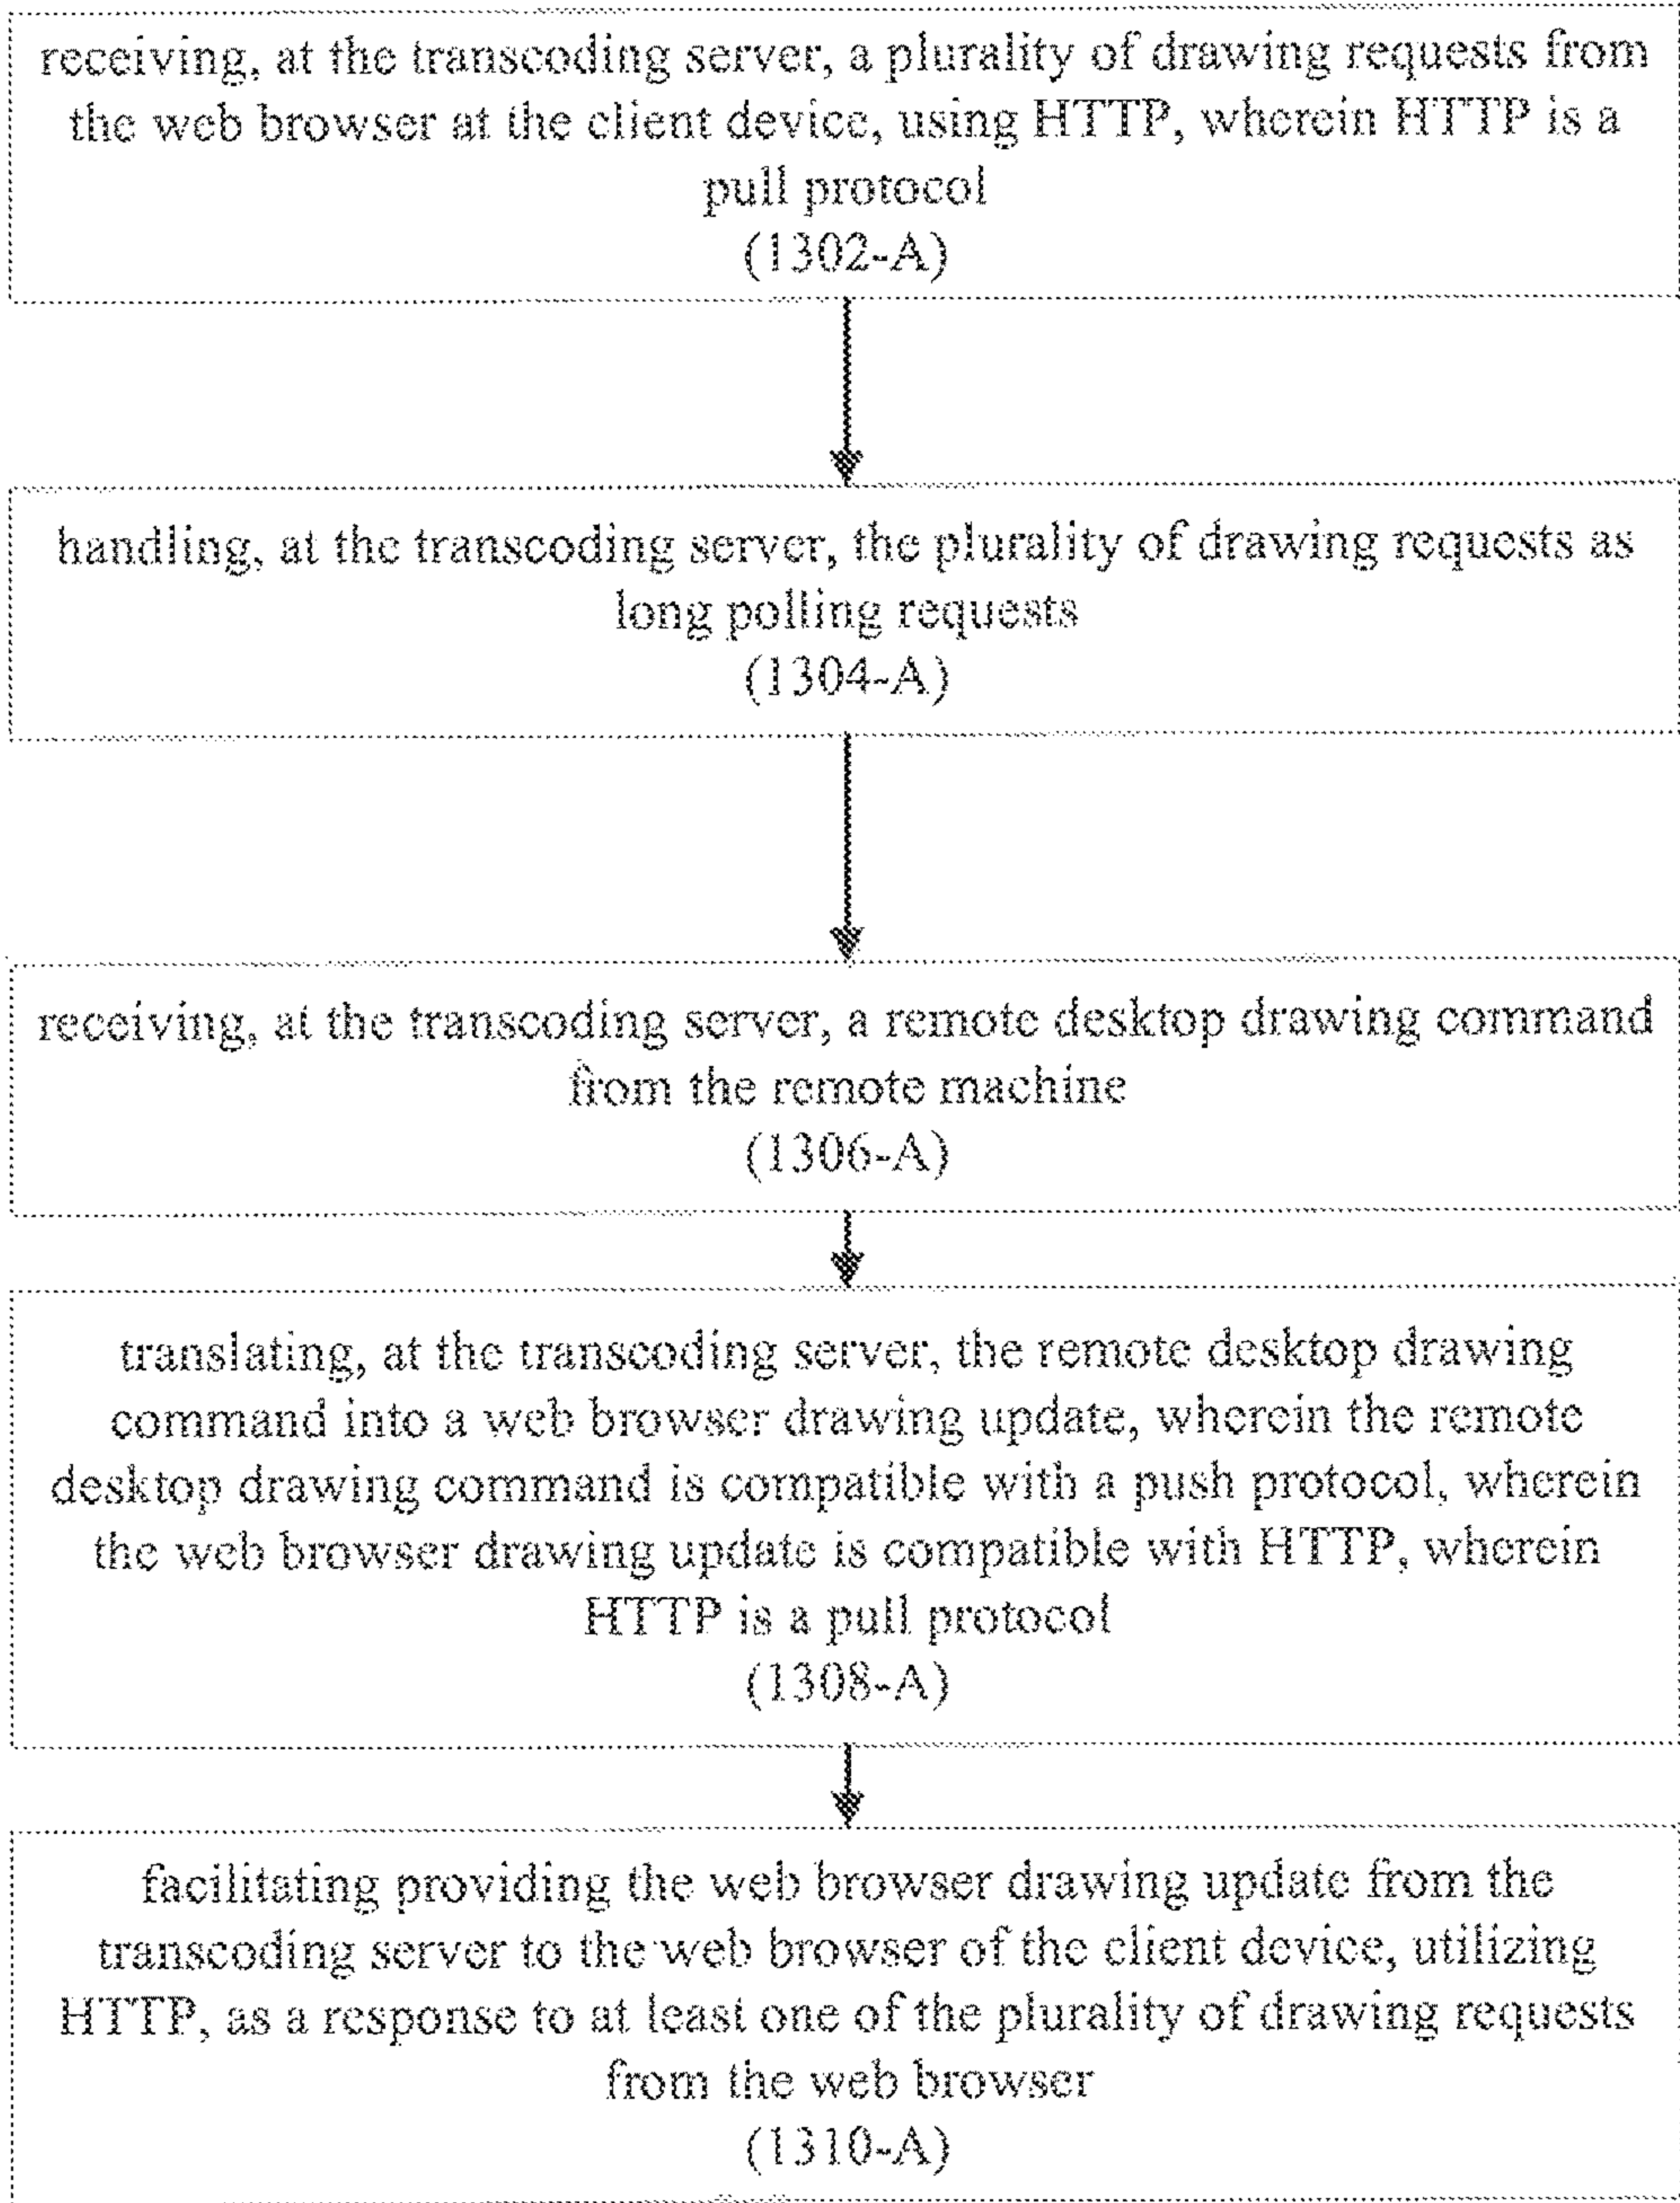 receiving, at the transcoding server, a plurality of drawing requests from
the web browser at the client device, using HTTP, wherein HTTP is a
pull protocol
(1302-A)
handling, at the transcoding server, the plurality of drawing requests as
long polling requests
(1304-A)
receiving, at the transcoding server, a remote desktop drawing command
from the remote machine
(1306-A)
translating, at the transcoding server, the remote desktop drawing
command into a web browser drawing update, wherein the remote
desktop drawing command is compatible with a push protocol, wherein
the web browser drawing update is compatible with HTTP, wherein
HTTP is a pull protocol
(1308-A)
facilitating providing the web browser drawing update from the
transcoding server to the web browser of the client device, utilizing
HTTP, as a response to at least one of the plurality of drawing requests
from the web browser
(1310-A)